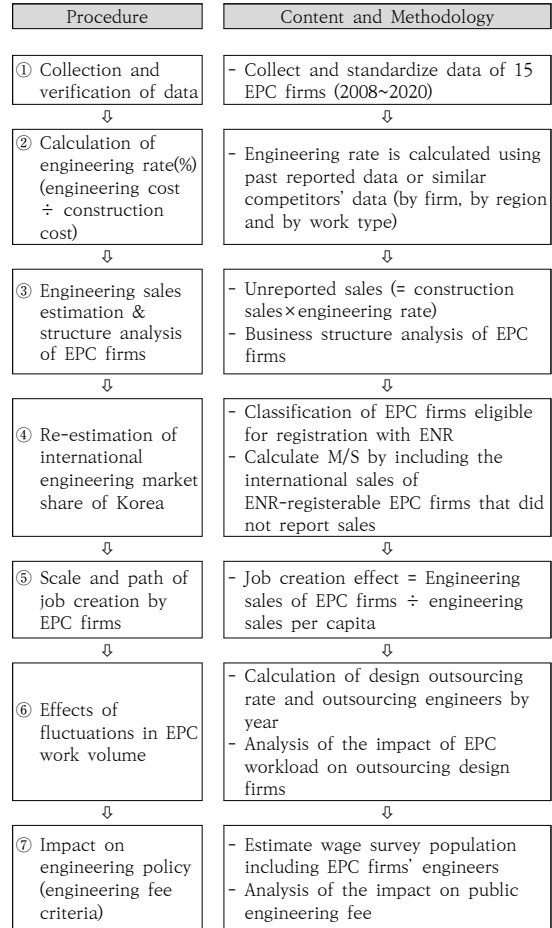 Procedure
Content and Methodology
① Collection and
verification of data
- Collect and standardize data of 15
EPC firms (2008~2020)
⇩
⇩
② Calculation of
engineering rate(%)
(engineering cost
÷ construction
cost)
- Engineering rate is calculated using
past reported data or similar
competitors' data (by firm, by region
and by work type)
⇩
⇩
③ Engineering sales
estimation &
structure analysis
of EPC firms
- Unreported sales (= construction
sales×engineering rate)
- Business structure analysis of EPC
firms
⇩
⇩
④ Re-estimation of
international
engineering market
share of Korea
- Classification of EPC firms eligible
for registration with ENR
- Calculate M/S by including the
international sales of
ENR-registerable EPC firms that did
not report sales
⇩
⇩
⑤ Scale and path of
job creation by
EPC firms
- Job creation effect = Engineering
sales of EPC firms ÷ engineering
sales per capita
⇩
⇩
⑥ Effects of
fluctuations in EPC
work volume
- Calculation of design outsourcing
rate and outsourcing engineers by
year
- Analysis of the impact of EPC
workload on outsourcing design
firms
⇩
⇩
⑦ Impact on
engineering policy
(engineering fee
criteria)
- Estimate wage survey population
including EPC firms' engineers
- Analysis of the impact on public
engineering fee